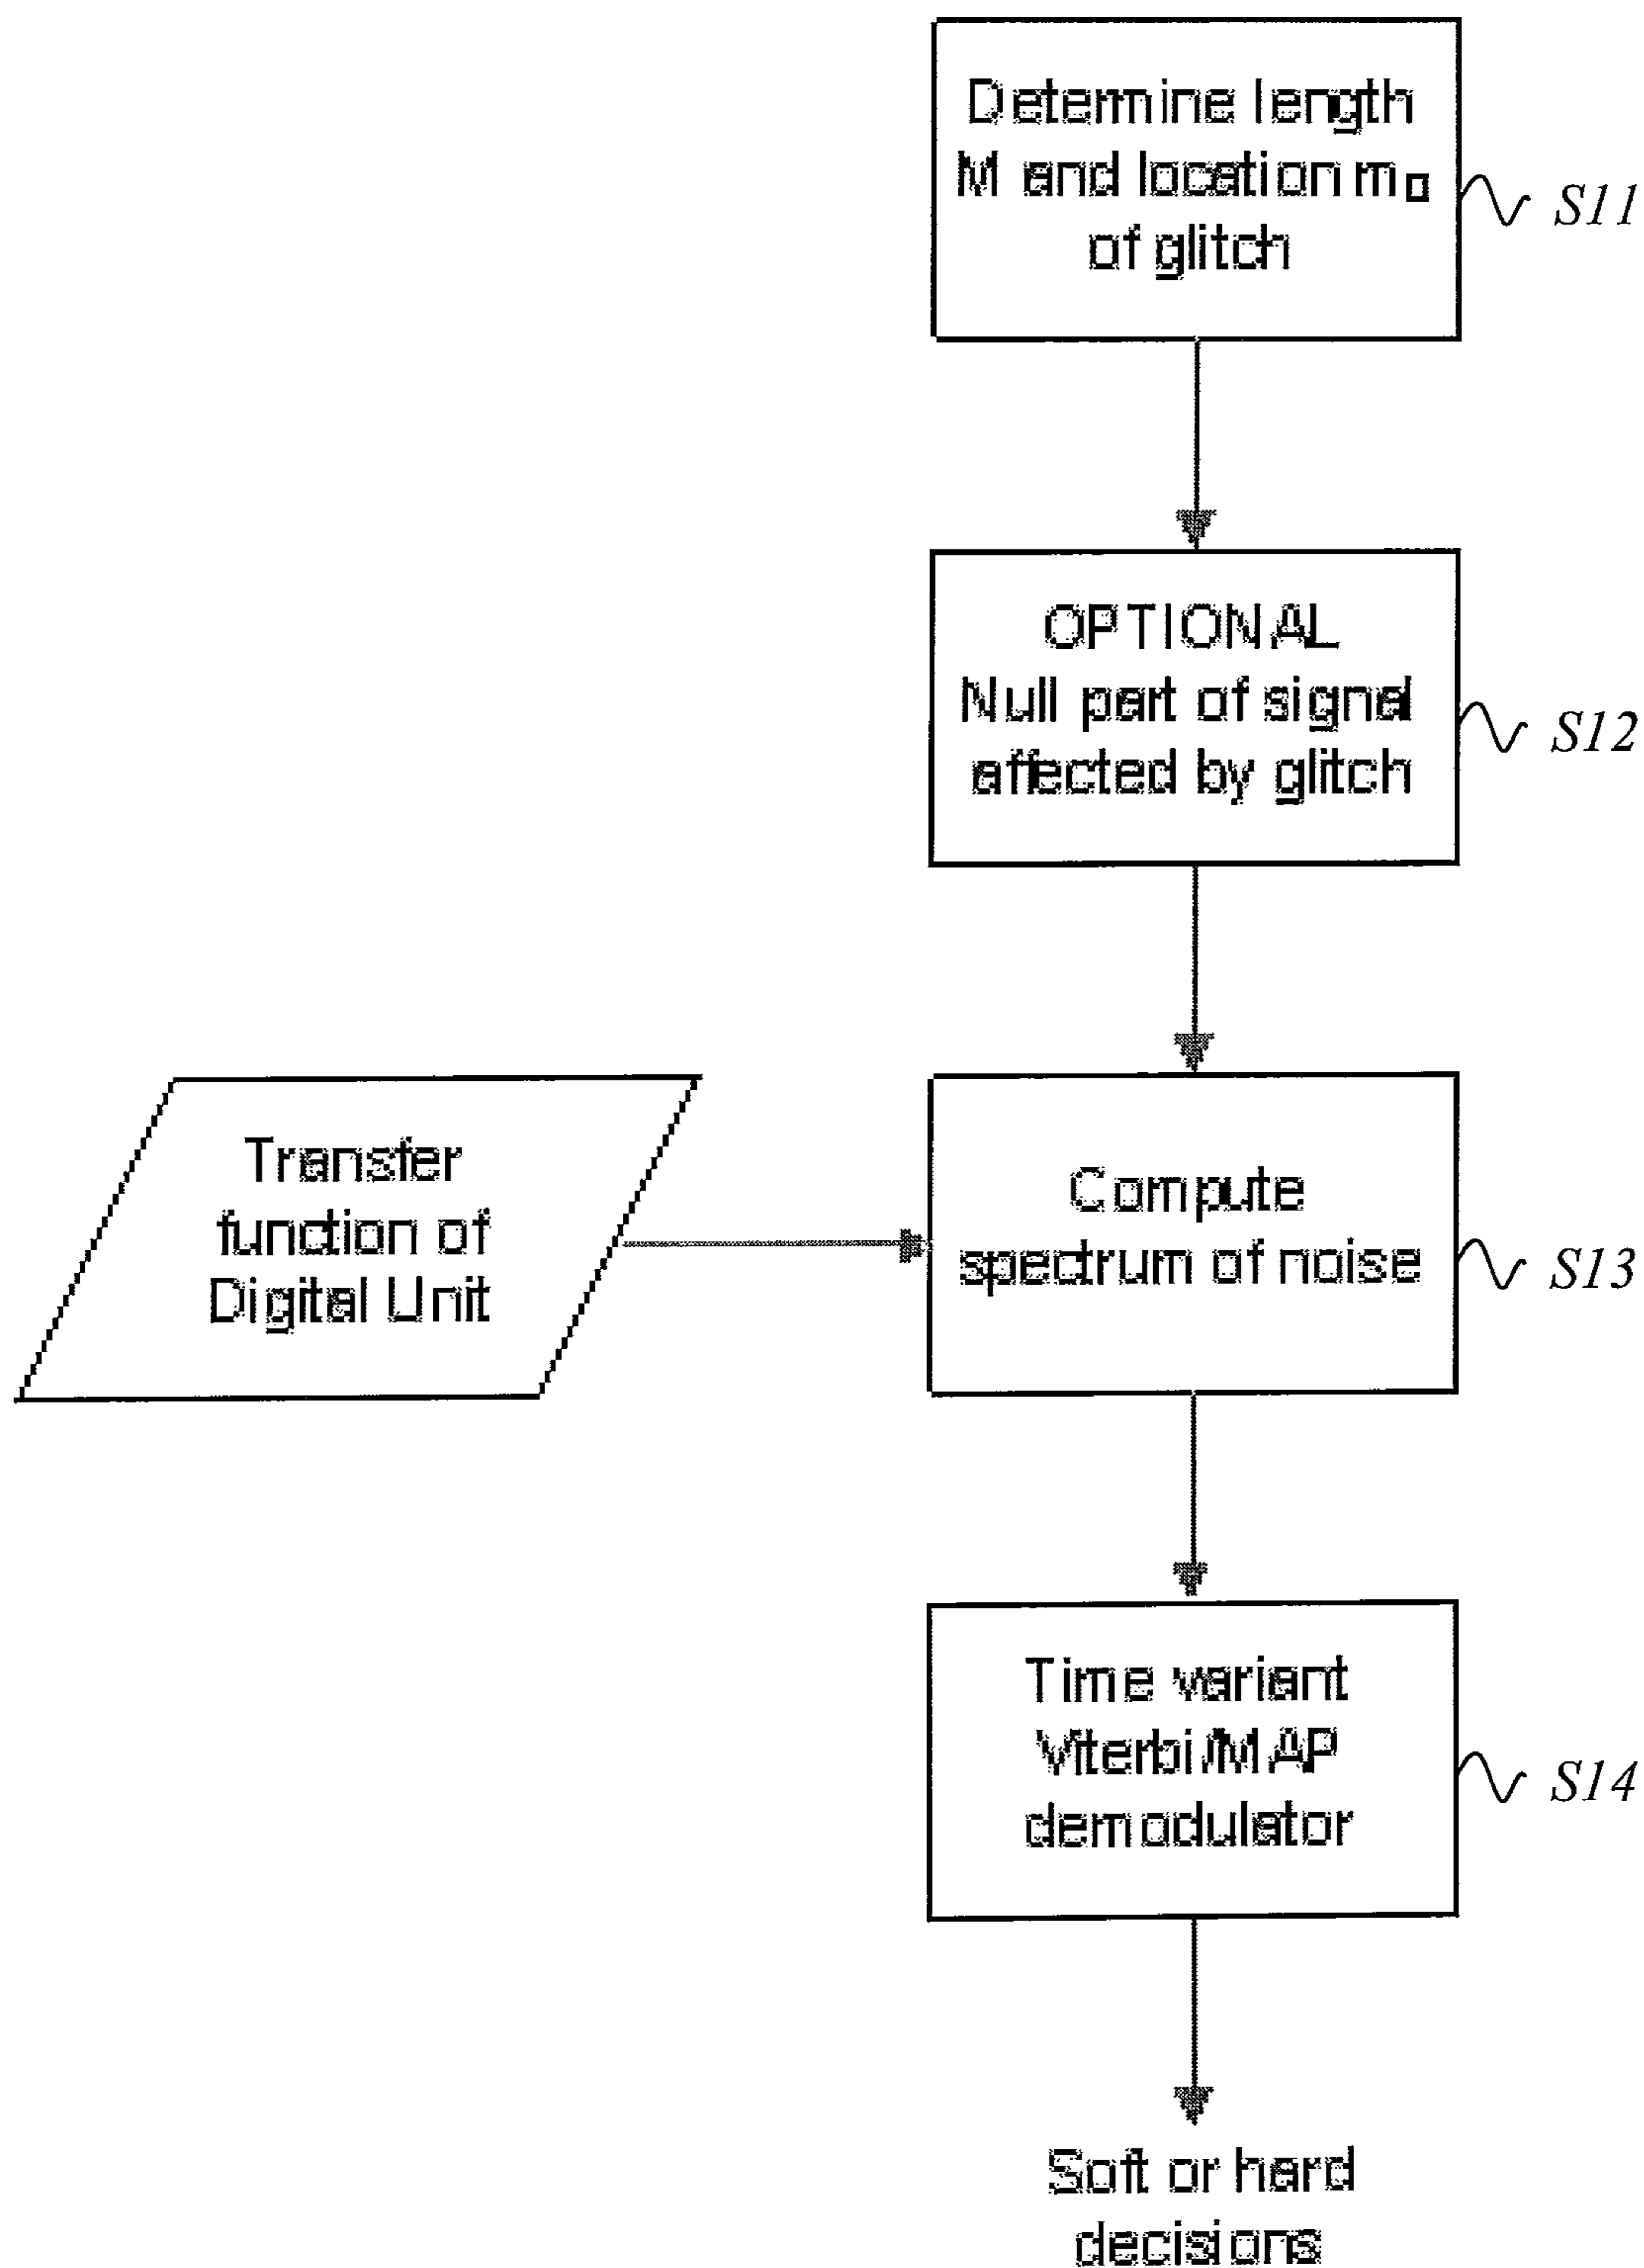 Determine length
M and location m₀
of glitch
S11
OPTIONAL
Null part of signal
affected by glitch
S12
Transfer
function of
Digital Unit
Compute
spectrum of noise
S13
Time variant
Viterbi/MAP
demodulator
S14
Soft or hard
decisions